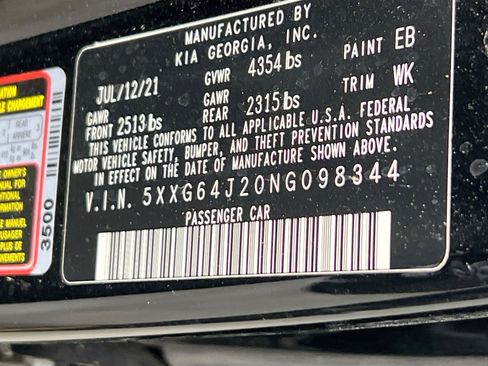 MANUFACTURED BY
KIA GEORGIA, INC.
JUL/12/21 GVWR 4354 lbs PAINT EB
GAWR FRONT 2513 lbs GAWR REAR 2315 lbs TRIM WK
THIS VEHICLE CONFORMS TO ALL APPLICABLE U.S.A. FEDERAL
MOTOR VEHICLE SAFETY, BUMPER, AND THEFT PREVENTION STANDARDS
IN EFFECT ON THE DATE OF MANUFACTURE SHOWN ABOVE.
V.I.N. 5XXG64J20NG098344
PASSENGER CAR
REAR
ARRIERE
3500